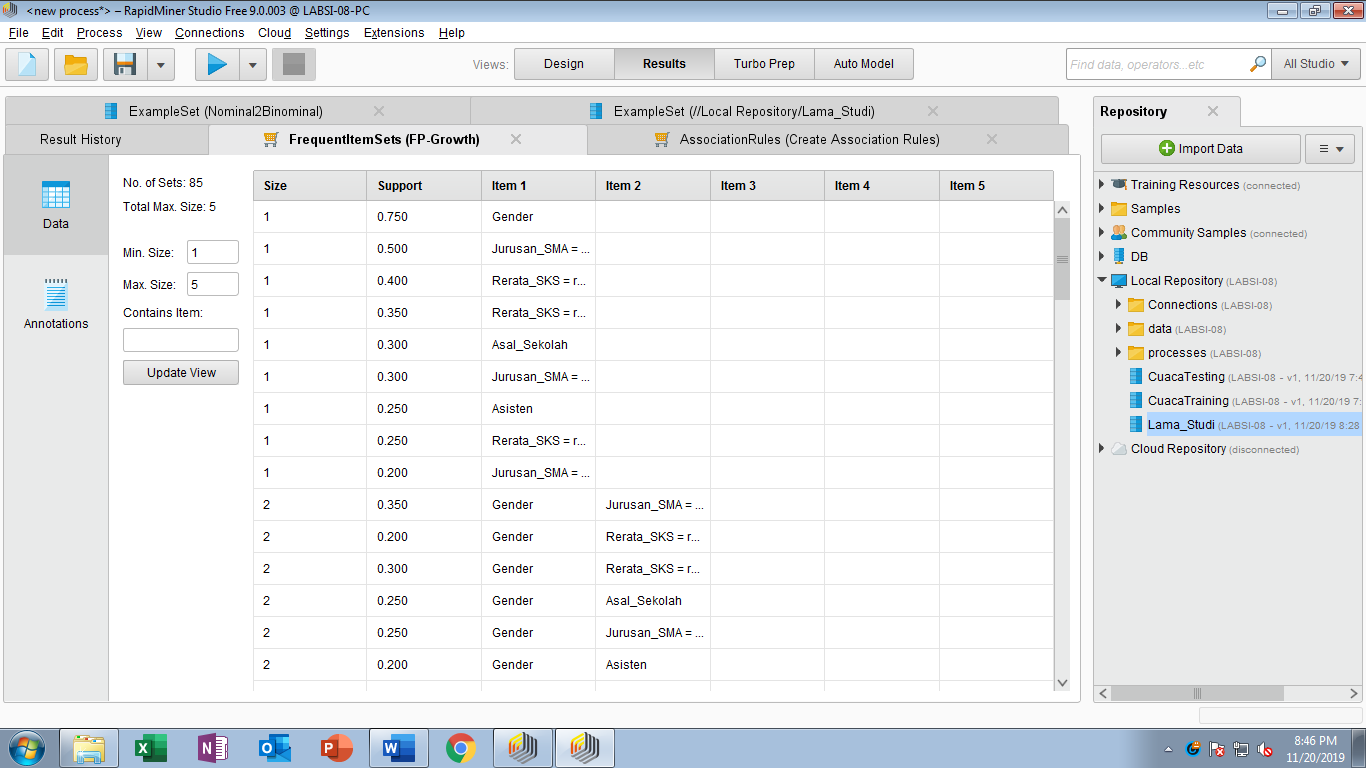 <new process*> – RapidMiner Studio Free 9.0.003 @ LABSI-08-PC
File Edit Process View Connections Cloud Settings Extensions Help
Views: Design Results Turbo Prep Auto Model
Find data, operators...etc
All Studio
ExampleSet (Nominal2Binominal)
ExampleSet (//Local Repository/Lama_Studi)
Result History
FrequentItemSets (FP-Growth)
AssociationRules (Create Association Rules)
Data
Annotations
No. of Sets: 85
Total Max. Size: 5
Min. Size: 1
Max. Size: 5
Contains Item:
Update View
Size Support Item 1 Item 2 Item 3 Item 4 Item 5
1 0.750 Gender
1 0.500 Jurusan_SMA = ...
1 0.400 Rerata_SKS = r...
1 0.350 Rerata_SKS = r...
1 0.300 Asal_Sekolah
1 0.300 Jurusan_SMA = ...
1 0.250 Asisten
1 0.250 Rerata_SKS = r...
1 0.200 Jurusan_SMA = ...
2 0.350 Gender Jurusan_SMA = ...
2 0.200 Gender Rerata_SKS = r...
2 0.300 Gender Rerata_SKS = r...
2 0.250 Gender Asal_Sekolah
2 0.250 Gender Jurusan_SMA = ...
2 0.200 Gender Asisten
Repository
Import Data
Training Resources (connected)
Samples
Community Samples (connected)
DB
Local Repository (LABSI-08)
Connections (LABSI-08)
data (LABSI-08)
processes (LABSI-08)
CuacaTesting (LABSI-08 – v1, 11/20/19 7:4
CuacaTraining (LABSI-08 – v1, 11/20/19 7:
Lama_Studi (LABSI-08 – v1, 11/20/19 8:28
Cloud Repository (disconnected)
8:46 PM
11/20/2019